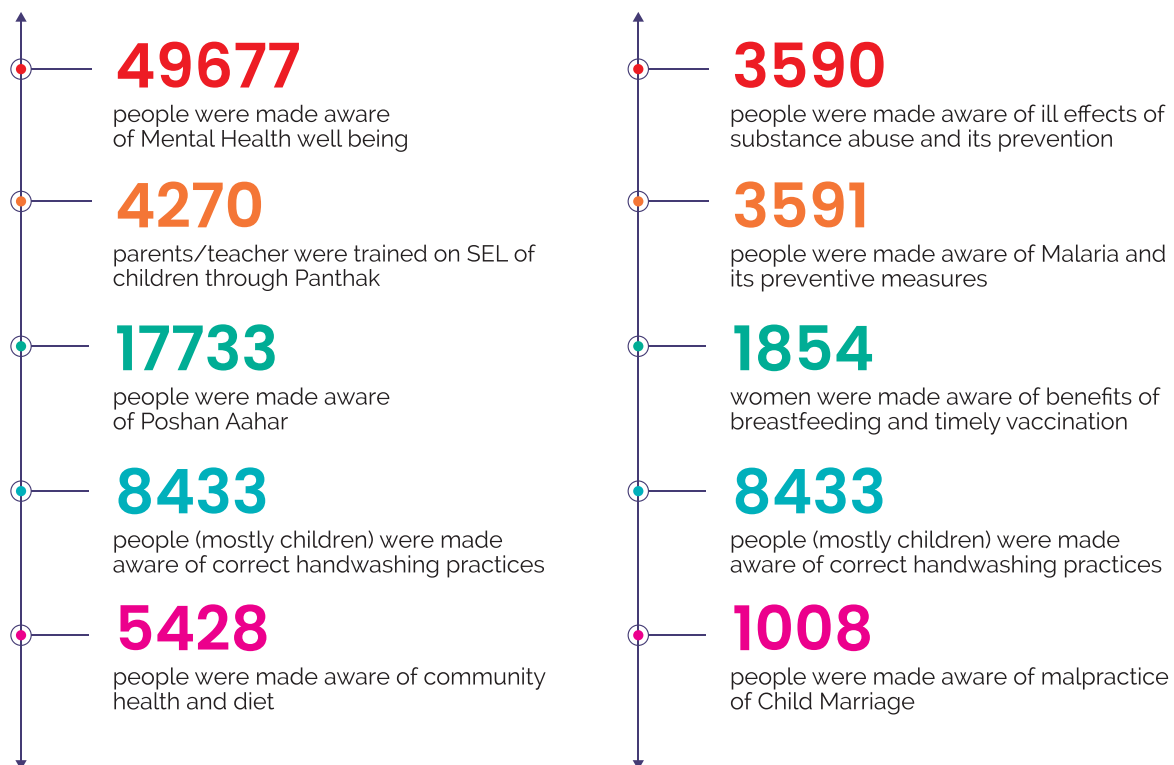 49677
people were made aware
of Mental Health well being
4270
parents/teacher were trained on SEL of
children through Panthak
17733
people were made aware
of Poshan Aahar
8433
people (mostly children) were made
aware of correct handwashing practices
5428
people were made aware of community
health and diet
3590
people were made aware of ill effects of
substance abuse and its prevention
3591
people were made aware of Malaria and
its preventive measures
1854
women were made aware of benefits of
breastfeeding and timely vaccination
8433
people (mostly children) were made
aware of correct handwashing practices
1008
people were made aware of malpractice
of Child Marriage